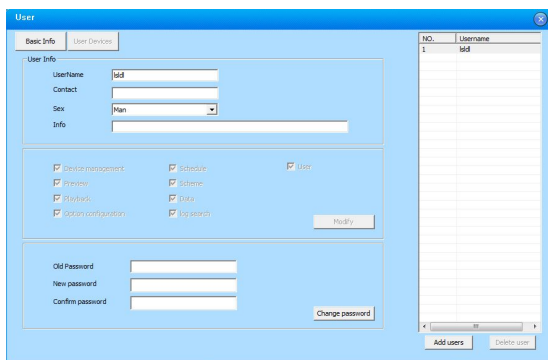 User
Basic Info User Devices
User Info
UserName lsldl
Contact
Sex Man
Info
Device management Schedule User
Preview Scheme
Playback Data
Option configuration log search
Modify
Old Password
New password
Confirm password
Change password
NO. Username
1 lsldl
Add users Delete user